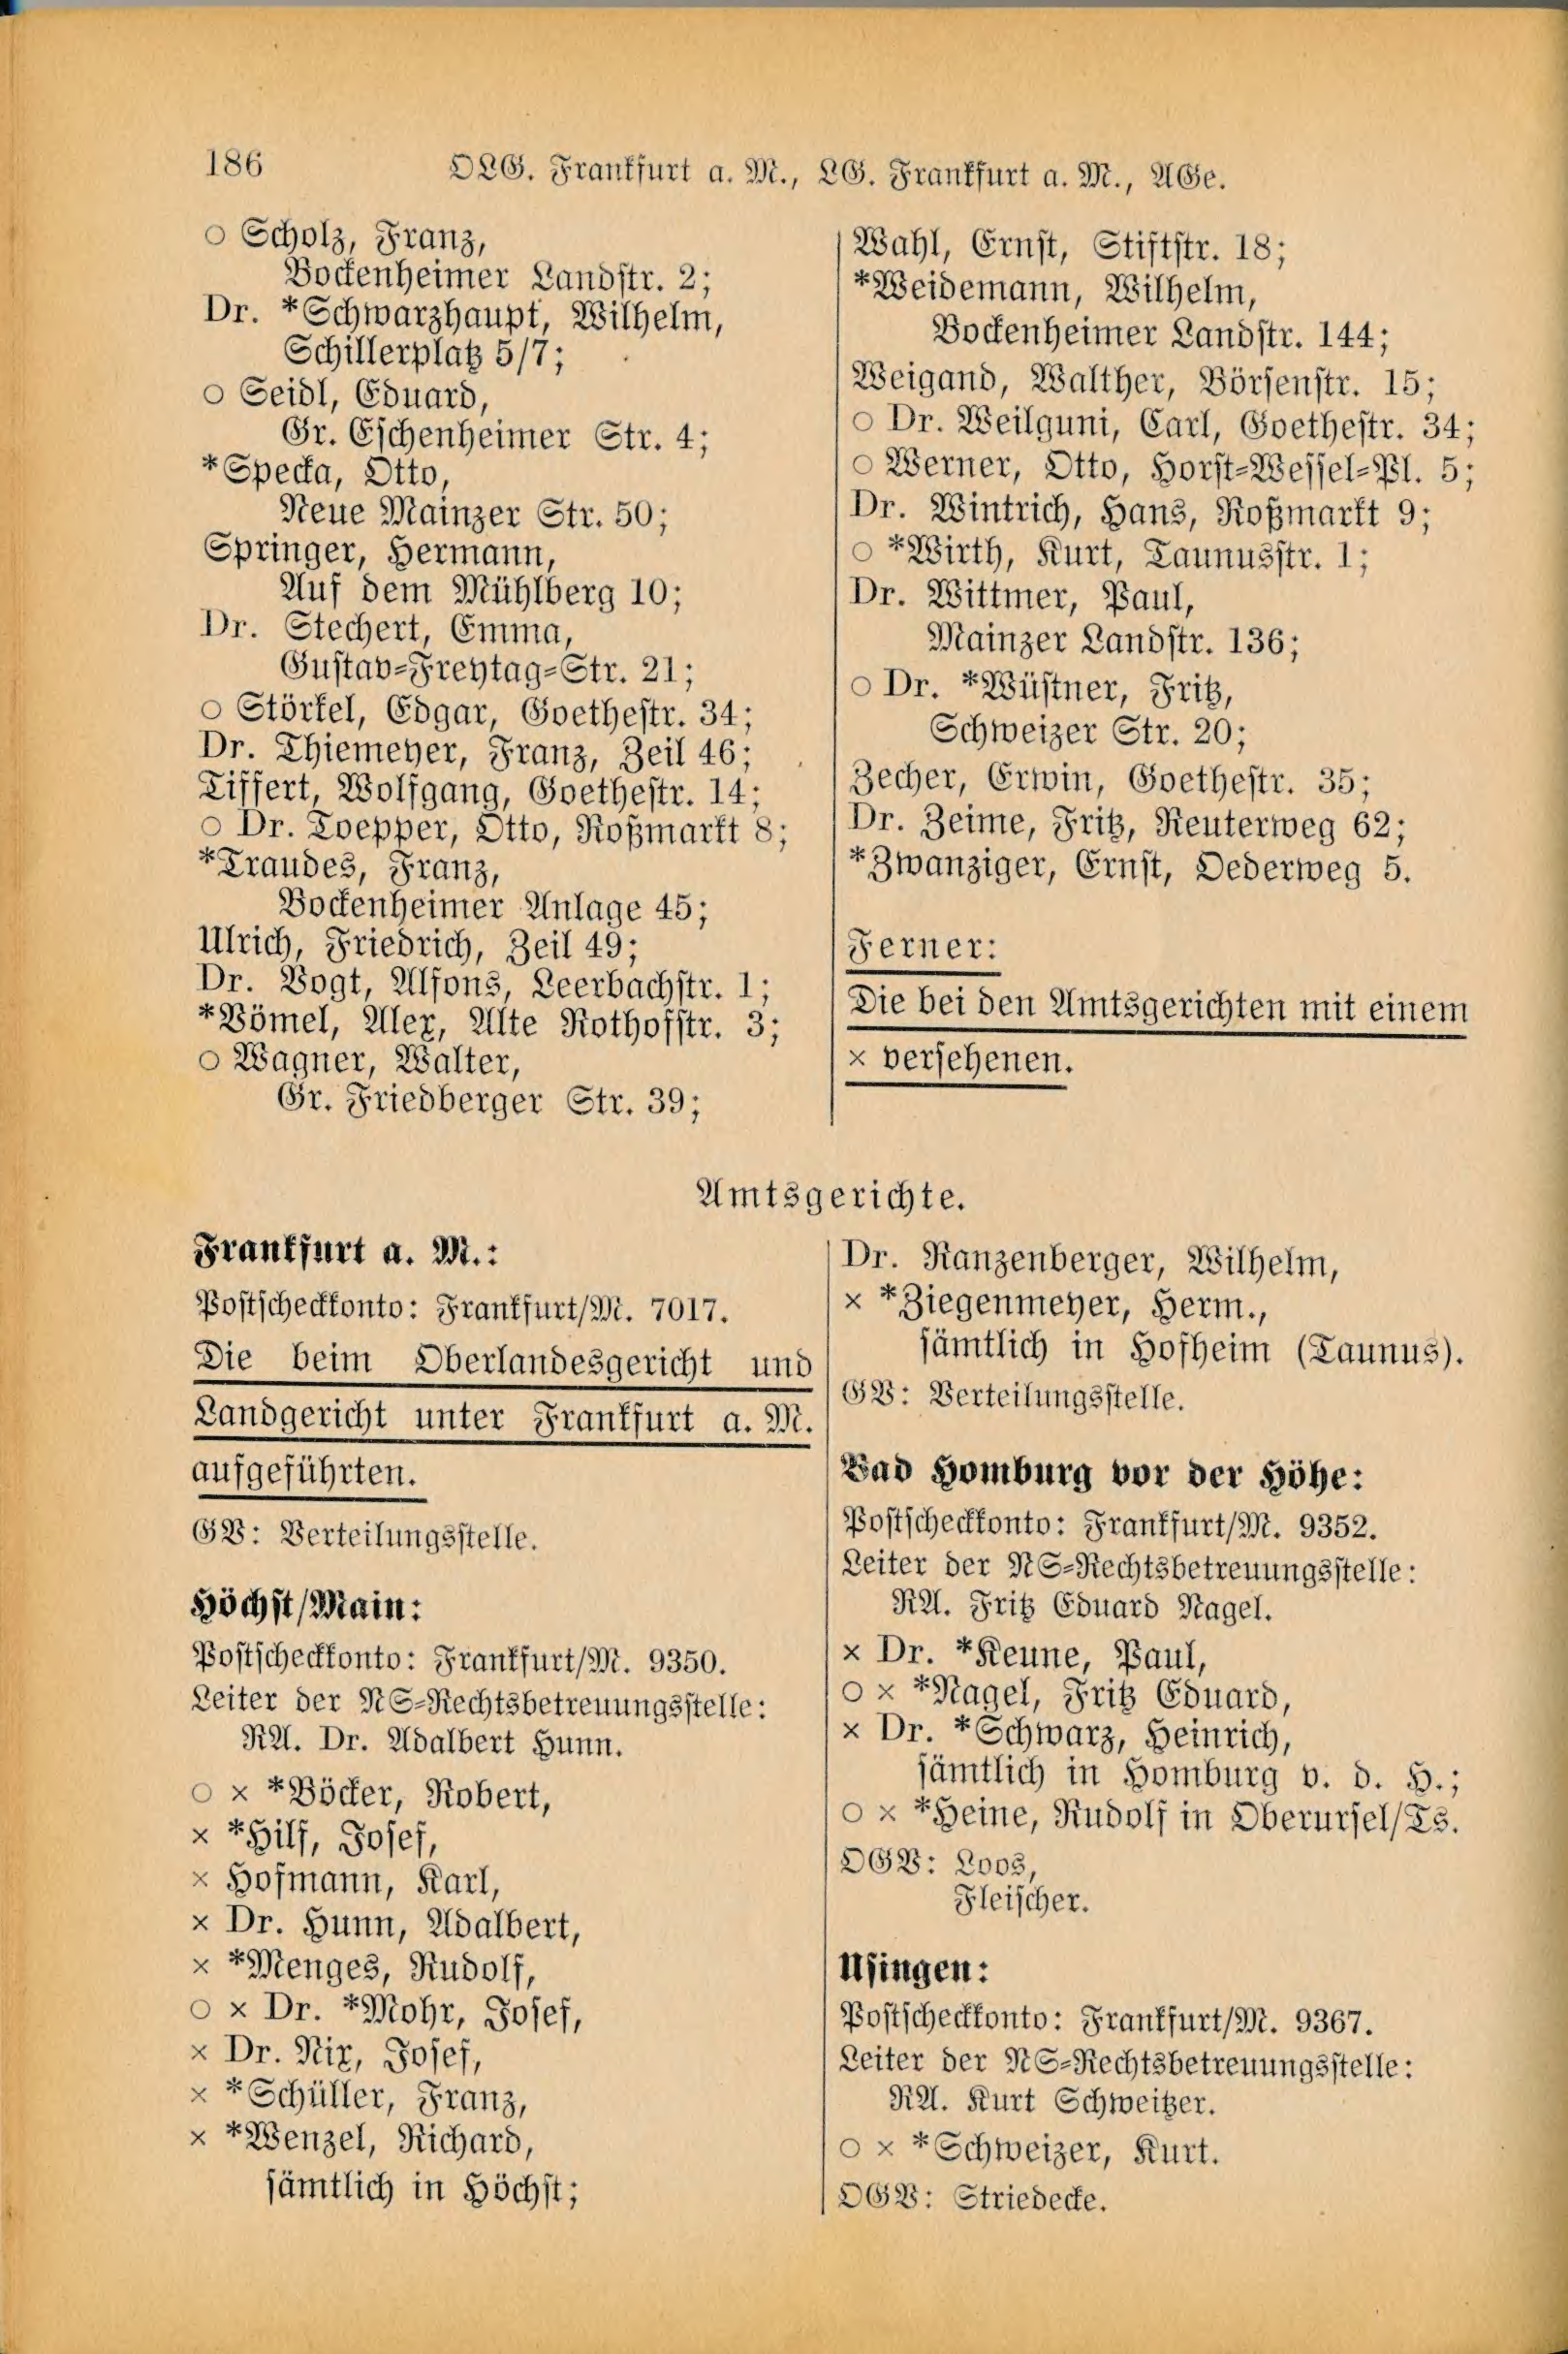 186
OLG. Frankfurt a. M., LG. Frankfurt a. M., AGe.
○ Scholz, Franz,
Bockenheimer Landstr. 2;
Dr. *Schwarzhaupt, Wilhelm,
Schillerplatz 5/7;
○ Seidl, Eduard,
Gr. Eschenheimer Str. 4;
*Specka, Otto,
Neue Mainzer Str. 50;
Springer, Hermann,
Auf dem Mühlberg 10;
Dr. Stechert, Emma,
Gustav-Freytag-Str. 21;
○ Störkel, Edgar, Goethestr. 34;
Dr. Thiemeyer, Franz, Zeil 46;
Tiffert, Wolfgang, Goethestr. 14;
○ Dr. Toepper, Otto, Roßmarkt 8;
*Traudes, Franz,
Bockenheimer Anlage 45;
Ulrich, Friedrich, Zeil 49;
Dr. Vogt, Alfons, Leerbachstr. 1;
*Vömel, Alex, Alte Rothofstr. 3;
○ Wagner, Walter,
Gr. Friedberger Str. 39;
Wahl, Ernst, Stiftstr. 18;
*Weidemann, Wilhelm,
Bockenheimer Landstr. 144;
Weigand, Walther, Börsenstr. 15;
○ Dr. Weilguni, Carl, Goethestr. 34;
○ Werner, Otto, Horst-Wessel-Pl. 5;
Dr. Wintrich, Hans, Roßmarkt 9;
○ *Wirth, Kurt, Taunusstr. 1;
Dr. Wittmer, Paul,
Mainzer Landstr. 136;
○ Dr. *Wüstner, Fritz,
Schweizer Str. 20;
Zecher, Erwin, Goethestr. 35;
Dr. Zeime, Fritz, Reuterweg 62;
*Zwanziger, Ernst, Oederweg 5.
Ferner:
Die bei den Amtsgerichten mit einem
× versehenen.
Amtsgerichte.
Frankfurt a. M.:
Postscheckkonto: Frankfurt/M. 7017.
Die beim Oberlandesgericht und
Landgericht unter Frankfurt a. M.
aufgeführten.
GV: Verteilungsstelle.
Höchst/Main:
Postscheckkonto: Frankfurt/M. 9350.
Leiter der NS-Rechtsbetreuungsstelle:
RA. Dr. Adalbert Hunn.
○ × *Böcker, Robert,
× *Hilf, Josef,
× Hofmann, Karl,
× Dr. Hunn, Adalbert,
× *Menges, Rudolf,
○ × Dr. *Mohr, Josef,
× Dr. Nix, Josef,
× *Schüller, Franz,
× *Wenzel, Richard,
sämtlich in Höchst;
Dr. Ranzenberger, Wilhelm,
× *Ziegenmeyer, Herm.,
sämtlich in Hofheim (Taunus).
GV: Verteilungsstelle.
Bad Homburg vor der Höhe:
Postscheckkonto: Frankfurt/M. 9352.
Leiter der NS-Rechtsbetreuungsstelle:
RA. Fritz Eduard Nagel.
× Dr. *Keune, Paul,
○ × *Nagel, Fritz Eduard,
× Dr. *Schwarz, Heinrich,
sämtlich in Homburg v. d. H.;
○ × *Heine, Rudolf in Oberursel/Ts.
OGV: Loos,
Fleischer.
Usingen:
Postscheckkonto: Frankfurt/M. 9367.
Leiter der NS-Rechtsbetreuungsstelle:
RA. Kurt Schweitzer.
○ × *Schweizer, Kurt.
OGV: Striedecke.